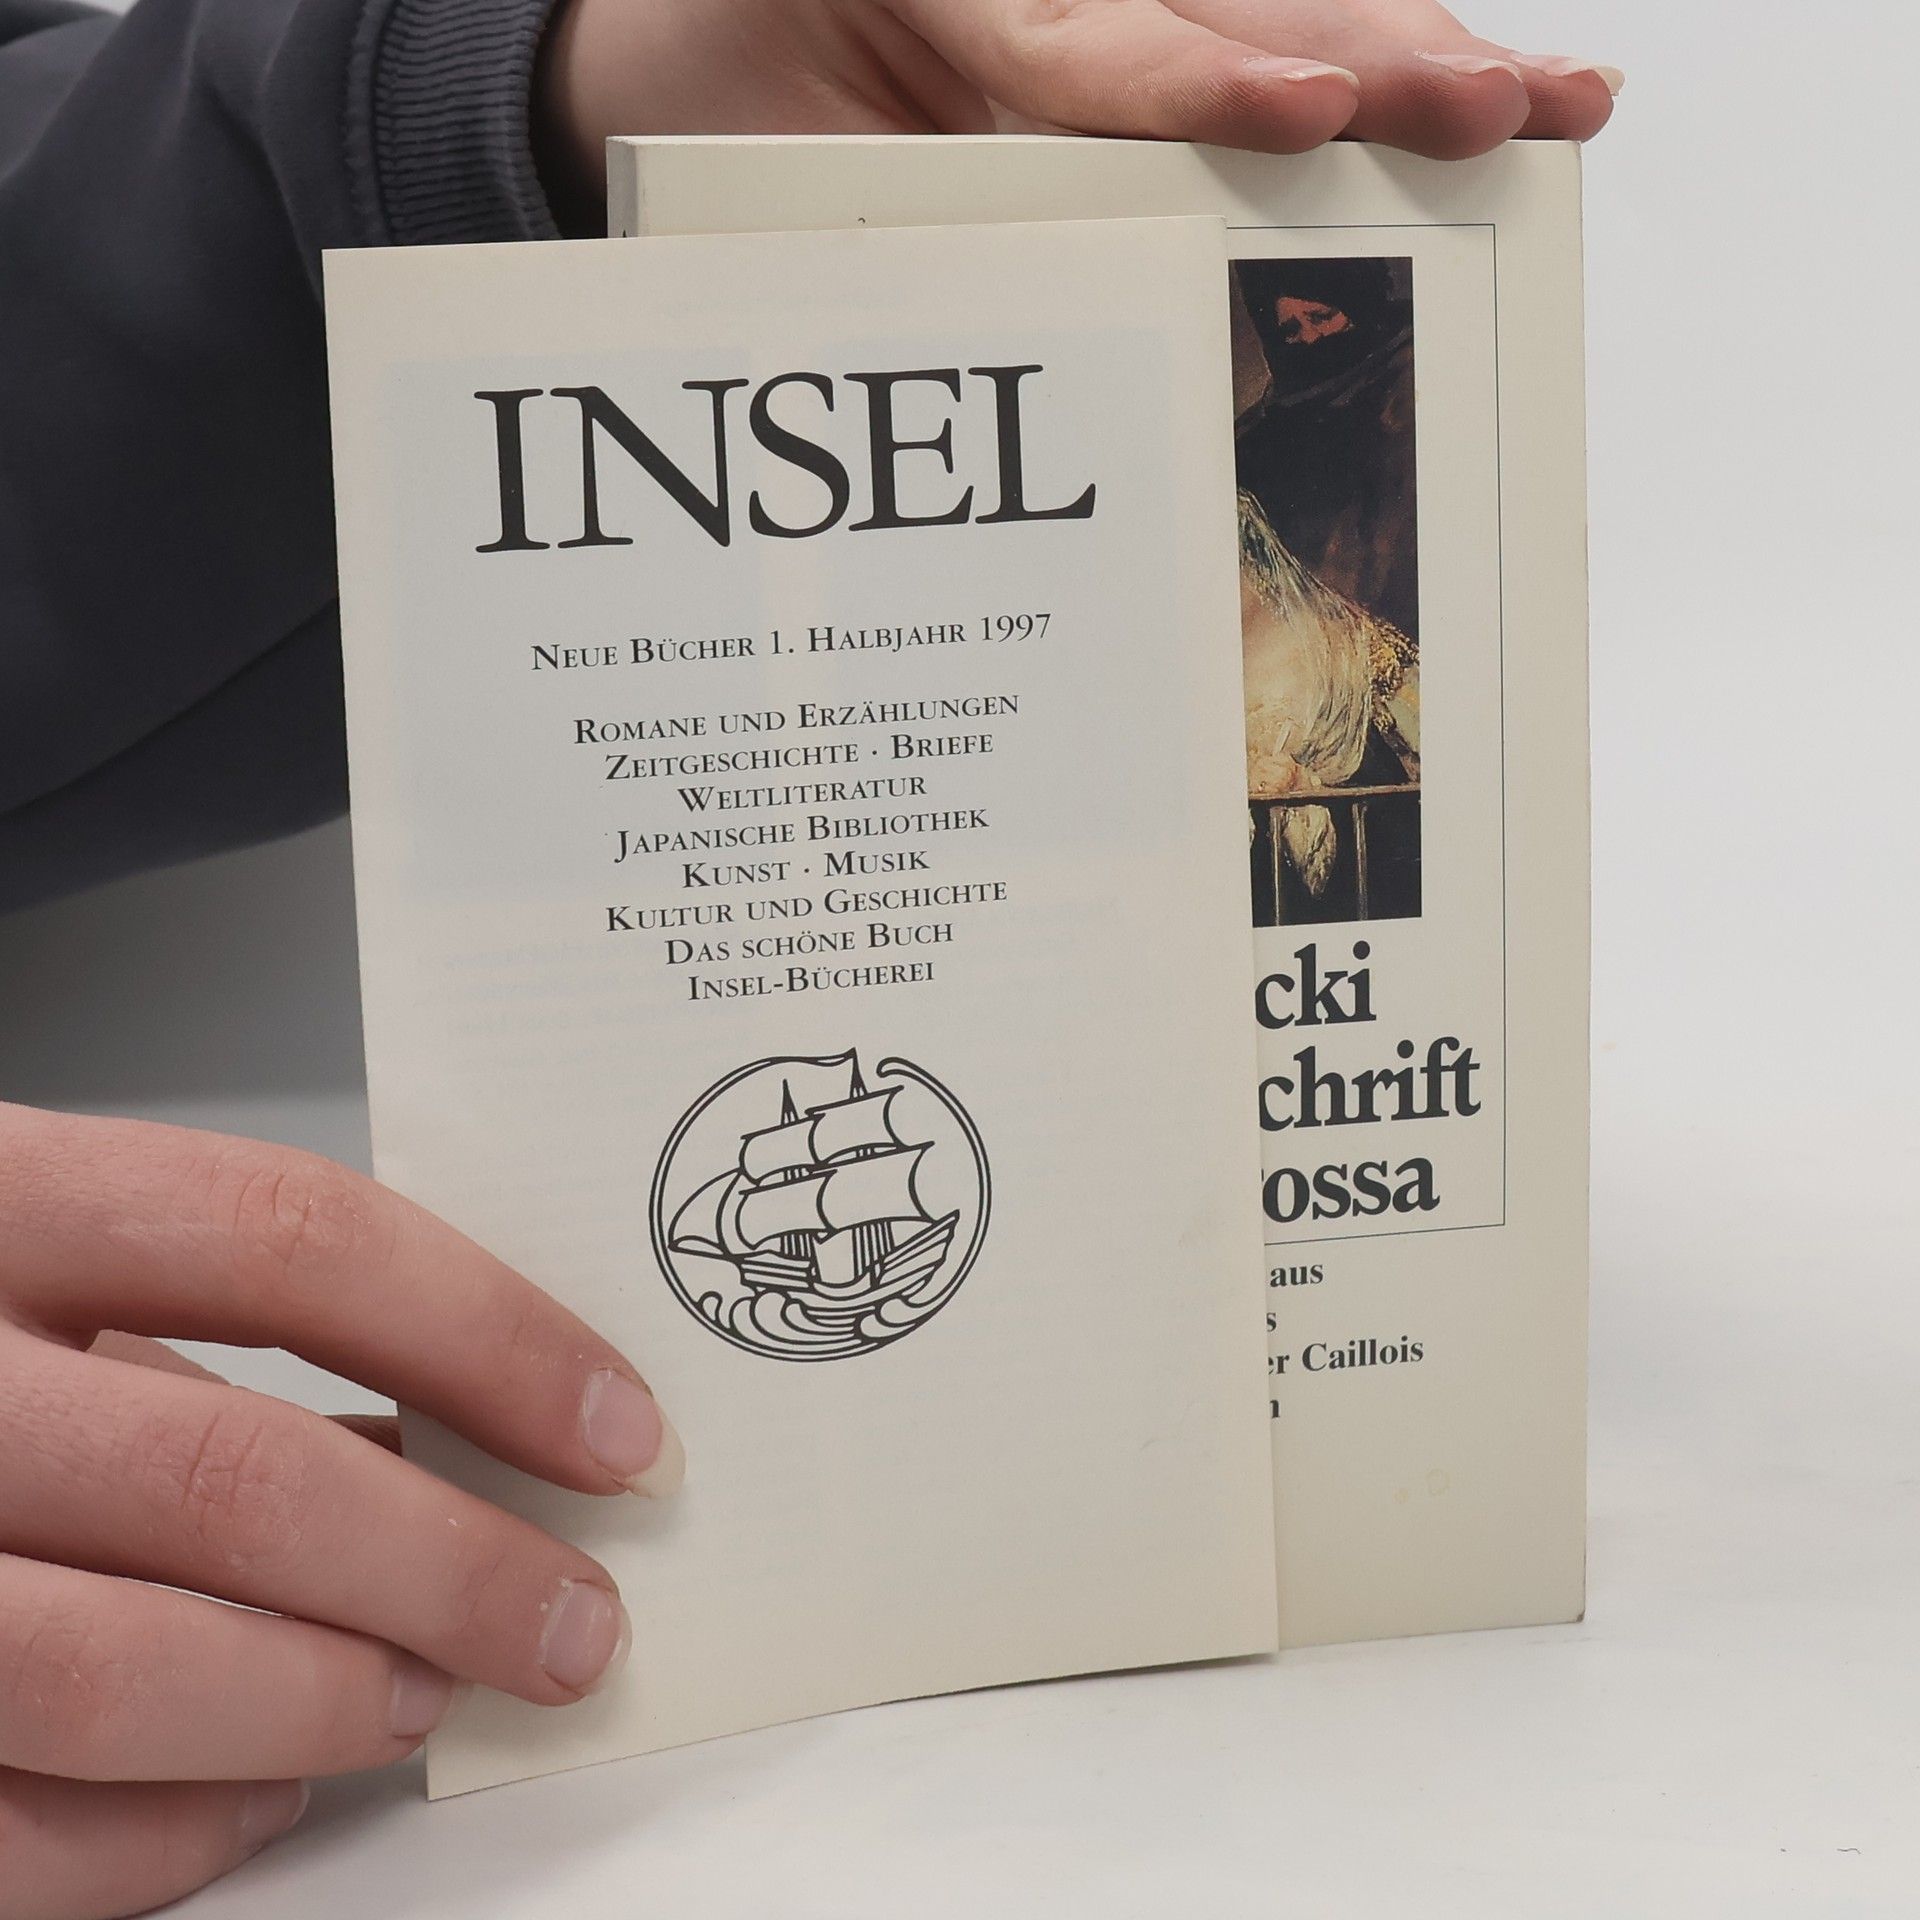 INSEL
NEUE BÜCHER 1. HALBJAHR 1997
ROMANE UND ERZÄHLUNGEN
ZEITGESCHICHTE · BRIEFE
WELTLITERATUR
JAPANISCHE BIBLIOTHEK
KUNST · MUSIK
KULTUR UND GESCHICHTE
DAS SCHÖNE BUCH
INSEL-BÜCHEREI
cki
chrift
ossa
aus
s
er Caillois
n